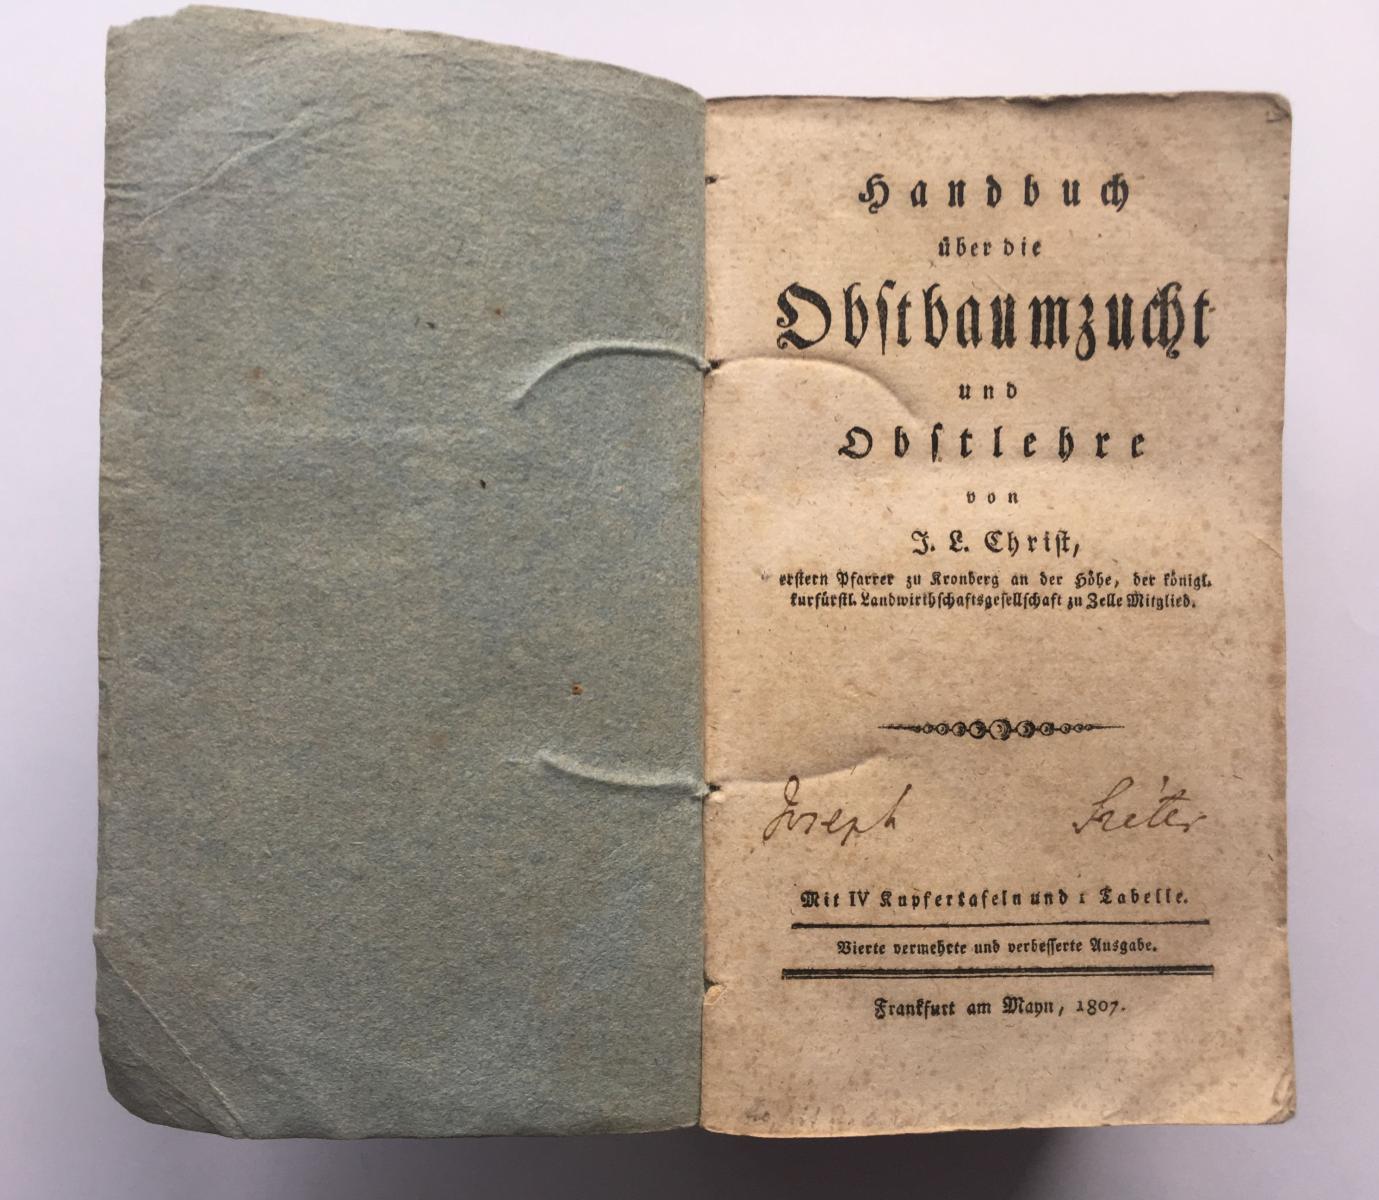 Handbuch
über die
Obſtbaumzucht
und
Obſtlehre
von
J. L. Chriſt,
erſtern Pfarrer zu Kronberg an der Höhe, der königl.
kurfürſtl. Landwirthſchaftsgeſellſchaft zu Zelle Mitglied.
Joseph
Mit IV Kupfertafeln und 1 Tabelle.
Vierte vermehrte und verbeſſerte Ausgabe.
Frankfurt am Mayn, 1807.